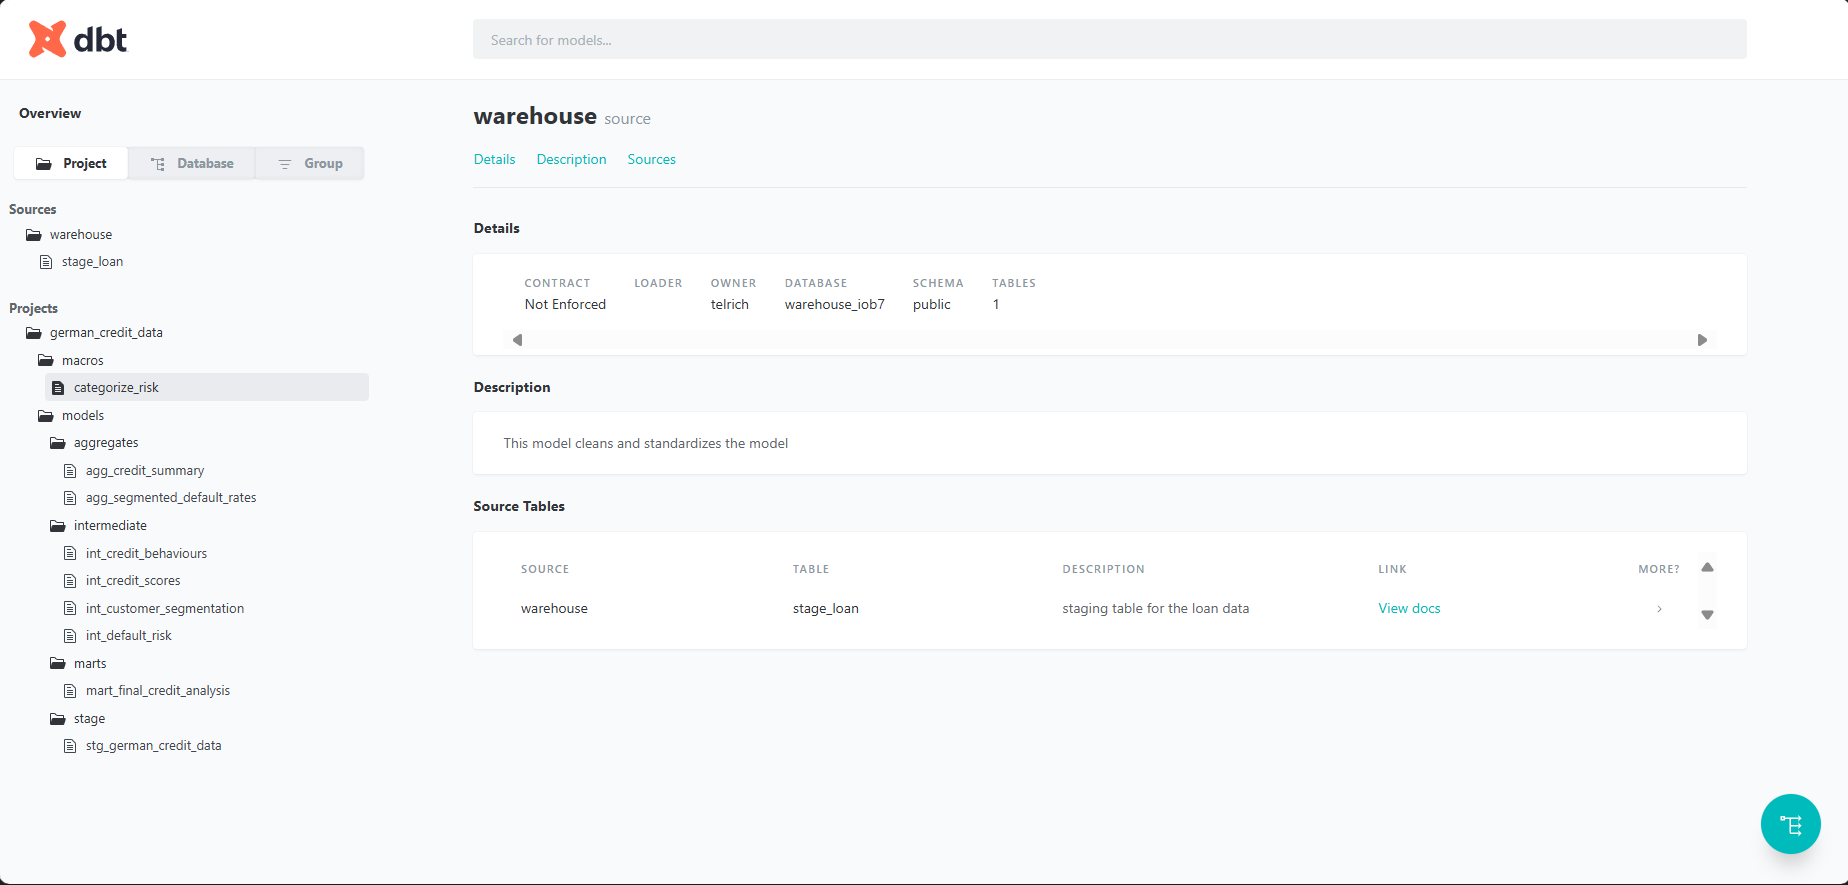 dbt
Search for models...
Overview
Project
Database
Group
Sources
warehouse
stage_loan
Projects
german_credit_data
macros
categorize_risk
models
aggregates
agg_credit_summary
agg_segmented_default_rates
intermediate
int_credit_behaviours
int_credit_scores
int_customer_segmentation
int_default_risk
marts
mart_final_credit_analysis
stage
stg_german_credit_data
warehouse source
Details Description Sources
Details
CONTRACT LOADER OWNER DATABASE SCHEMA TABLES
Not Enforced telrich warehouse_iob7 public 1
Description
This model cleans and standardizes the model
Source Tables
SOURCE TABLE DESCRIPTION LINK MORE?
warehouse stage_loan staging table for the loan data View docs